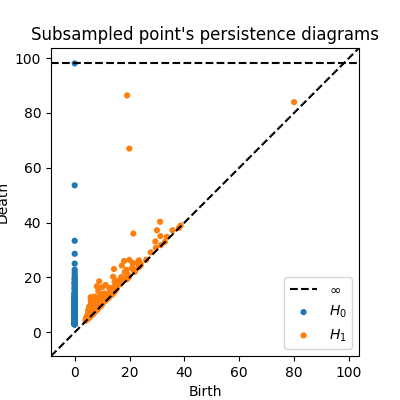 Subsampled point's persistence diagrams
100
80
60
40
20
0
Death
∞
H₀
H₁
0 20 40 60 80 100
Birth